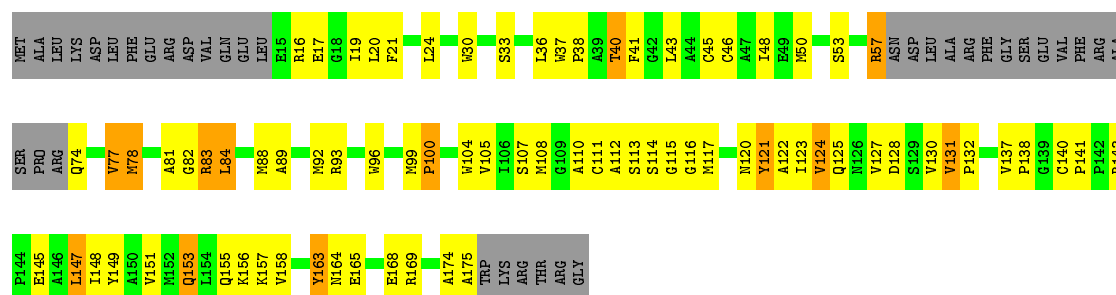 MET ALA LEU LYS ASP LEU PHE GLU ARG ASP VAL GLN GLU LEU E15 R16 E17 G18 I19 L20 F21 L24 W30 S33 L36 W37 P38 A39 T40 F41 G42 L43 A44 C45 C46 A47 I48 E49 M50 S53 R57 ASN ASP LEU ALA ARG PHE GLY SER GLU VAL PHE ARG ALA
SER PRO ARG Q74 V77 M78 A81 G82 R83 L84 M88 A89 M92 R93 W96 M99 P100 W104 V105 I106 S107 M108 G109 A110 C111 A112 S113 S114 G115 G116 M117 N120 Y121 A122 I123 V124 Q125 N126 V127 D128 S129 V130 V131 P132 V137 P138 G139 C140 P141 P142
P144 E145 A146 L147 I148 Y149 A150 V151 M152 Q153 L154 Q155 K156 K157 V158 Y163 N164 E165 E168 R169 A174 A175 TRP LYS ARG THR ARG GLY